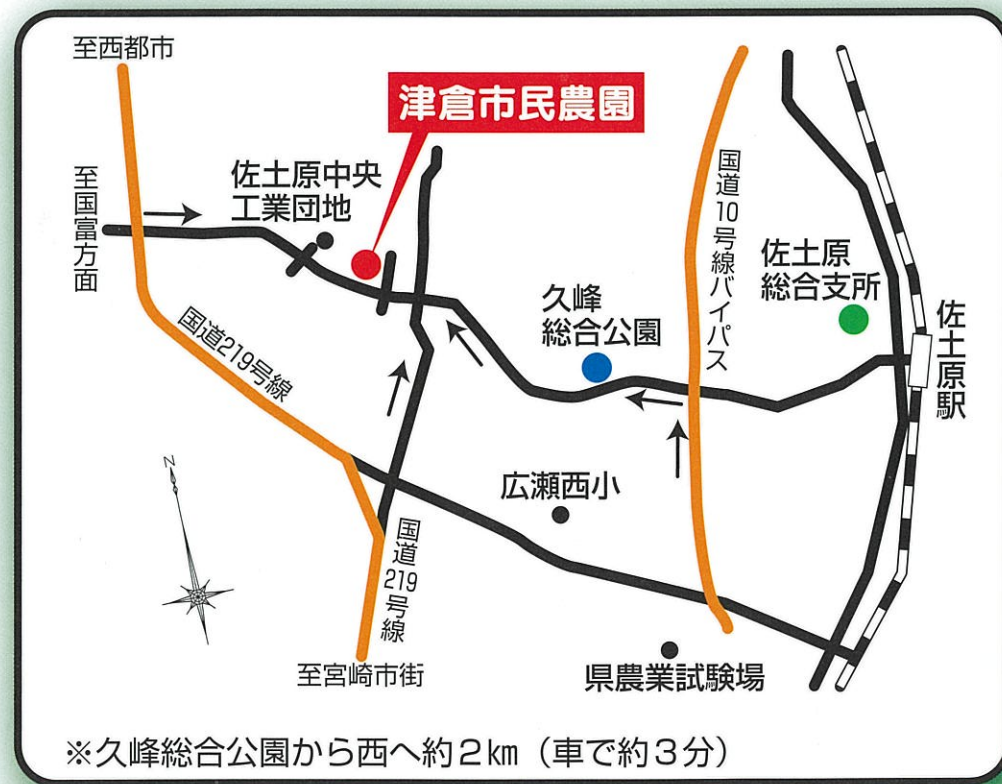 至西都市
津倉市民農園
至国富方面
佐土原中央
工業団地
国道10号線バイパス
佐土原
総合支所
久峰
総合公園
国道219号線
佐土原駅
N
広瀬西小
国道
219
号線
至宮崎市街
県農業試験場
※久峰総合公園から西へ約2㎞（車で約3分）